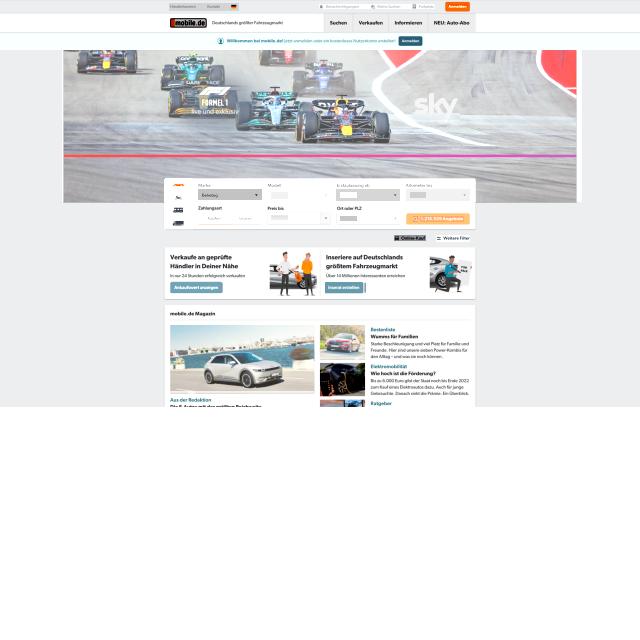 Händlerbereich Kontakt
Mein Suchen Parkplatz Anmelden
mobile.de Deutschlands größter Fahrzeugmarkt Suchen Verkaufen Informieren NEU: Auto-Abo
Willkommen bei mobile.de! Jetzt anmelden oder ein kostenloses Nutzerkonto erstellen! Anmelden
FORMEL 1
live und exklusiv
sky
Marke Modell Erstzulassung ab Kilometer bis
Beliebig
Zahlungsart Preis bis Ort oder PLZ
Kaufen Leasen
Angebote
Online-Kauf Weitere Filter
Verkaufe an geprüfte
Händler in Deiner Nähe
In nur 24 Stunden erfolgreich verkaufen
Ankaufswert anzeigen
Inseriere auf Deutschlands
größtem Fahrzeugmarkt
Über 14 Millionen Interessenten erreichen
Inserat erstellen
mobile.de Magazin
Aus der Redaktion
Bestenliste
Wumms für Familien
Starke Beschleunigung und viel Platz für Familie und
Freunde. Hier sind unsere sieben Power-Kombis für
den Alltag – und was sie noch können.
Elektromobilität
Wie hoch ist die Förderung?
Bis zu 6.000 Euro gibt der Staat noch bis Ende 2022
zum Kauf eines Elektroautos dazu. Auch für junge
Gebrauchte. Danach sinkt die Prämie. Ein Überblick.
Ratgeber